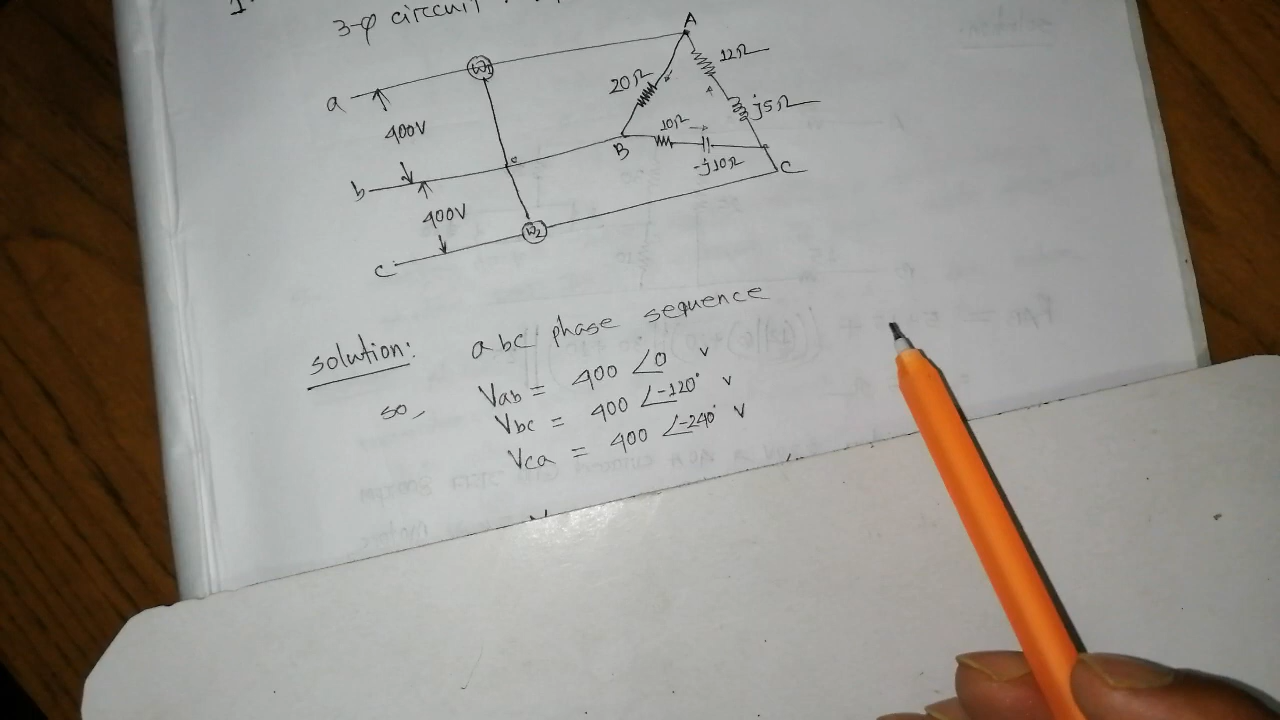 1.
3-φ circuit
A
W1
12Ω
a
20Ω
400V
j5Ω
10Ω
B
-j10Ω
C
b
400V
W2
c
solution: abc phase sequence
so, Vab = 400 ∠0 v
Vbc = 400 ∠-120° v
Vca = 400 ∠-240° v